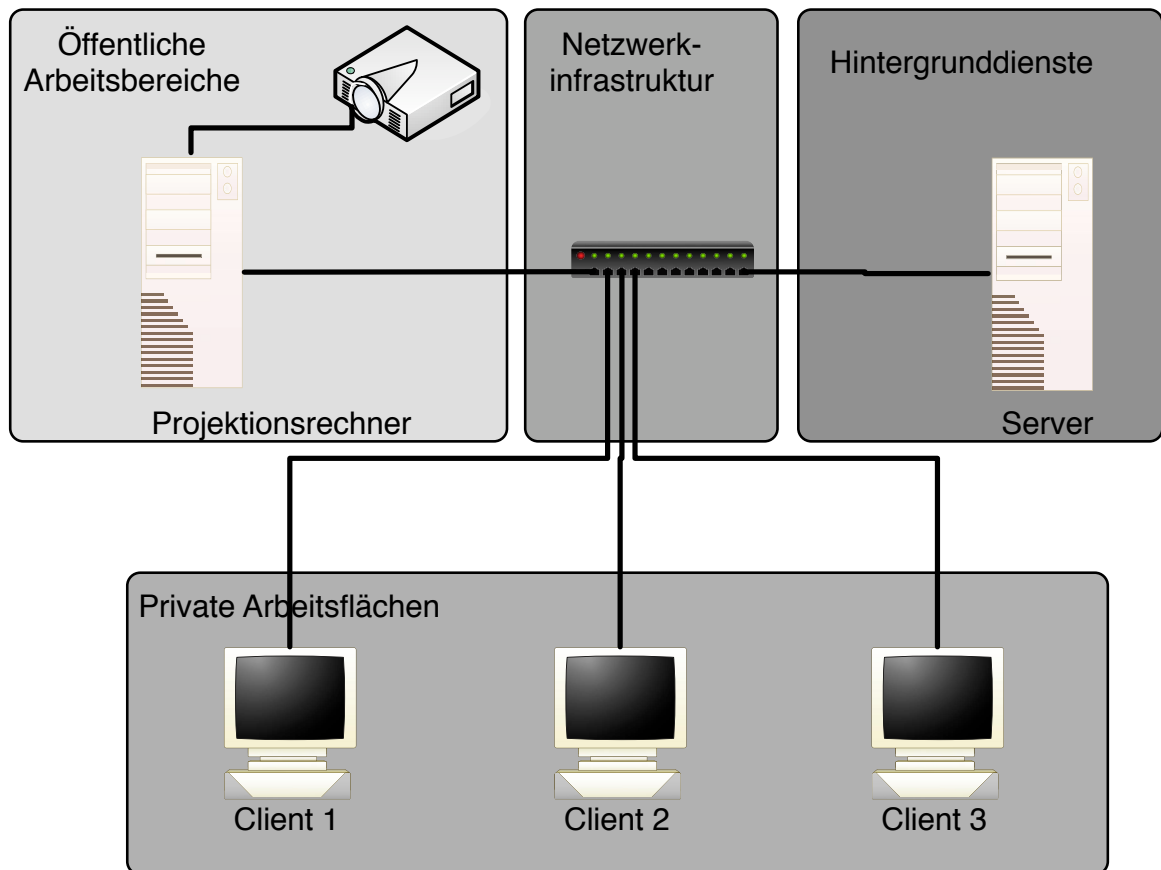 Öffentliche
Arbeitsbereiche
Netzwerk-
infrastruktur
Hintergrunddienste
Projektionsrechner
Server
Private Arbeitsflächen
Client 1
Client 2
Client 3